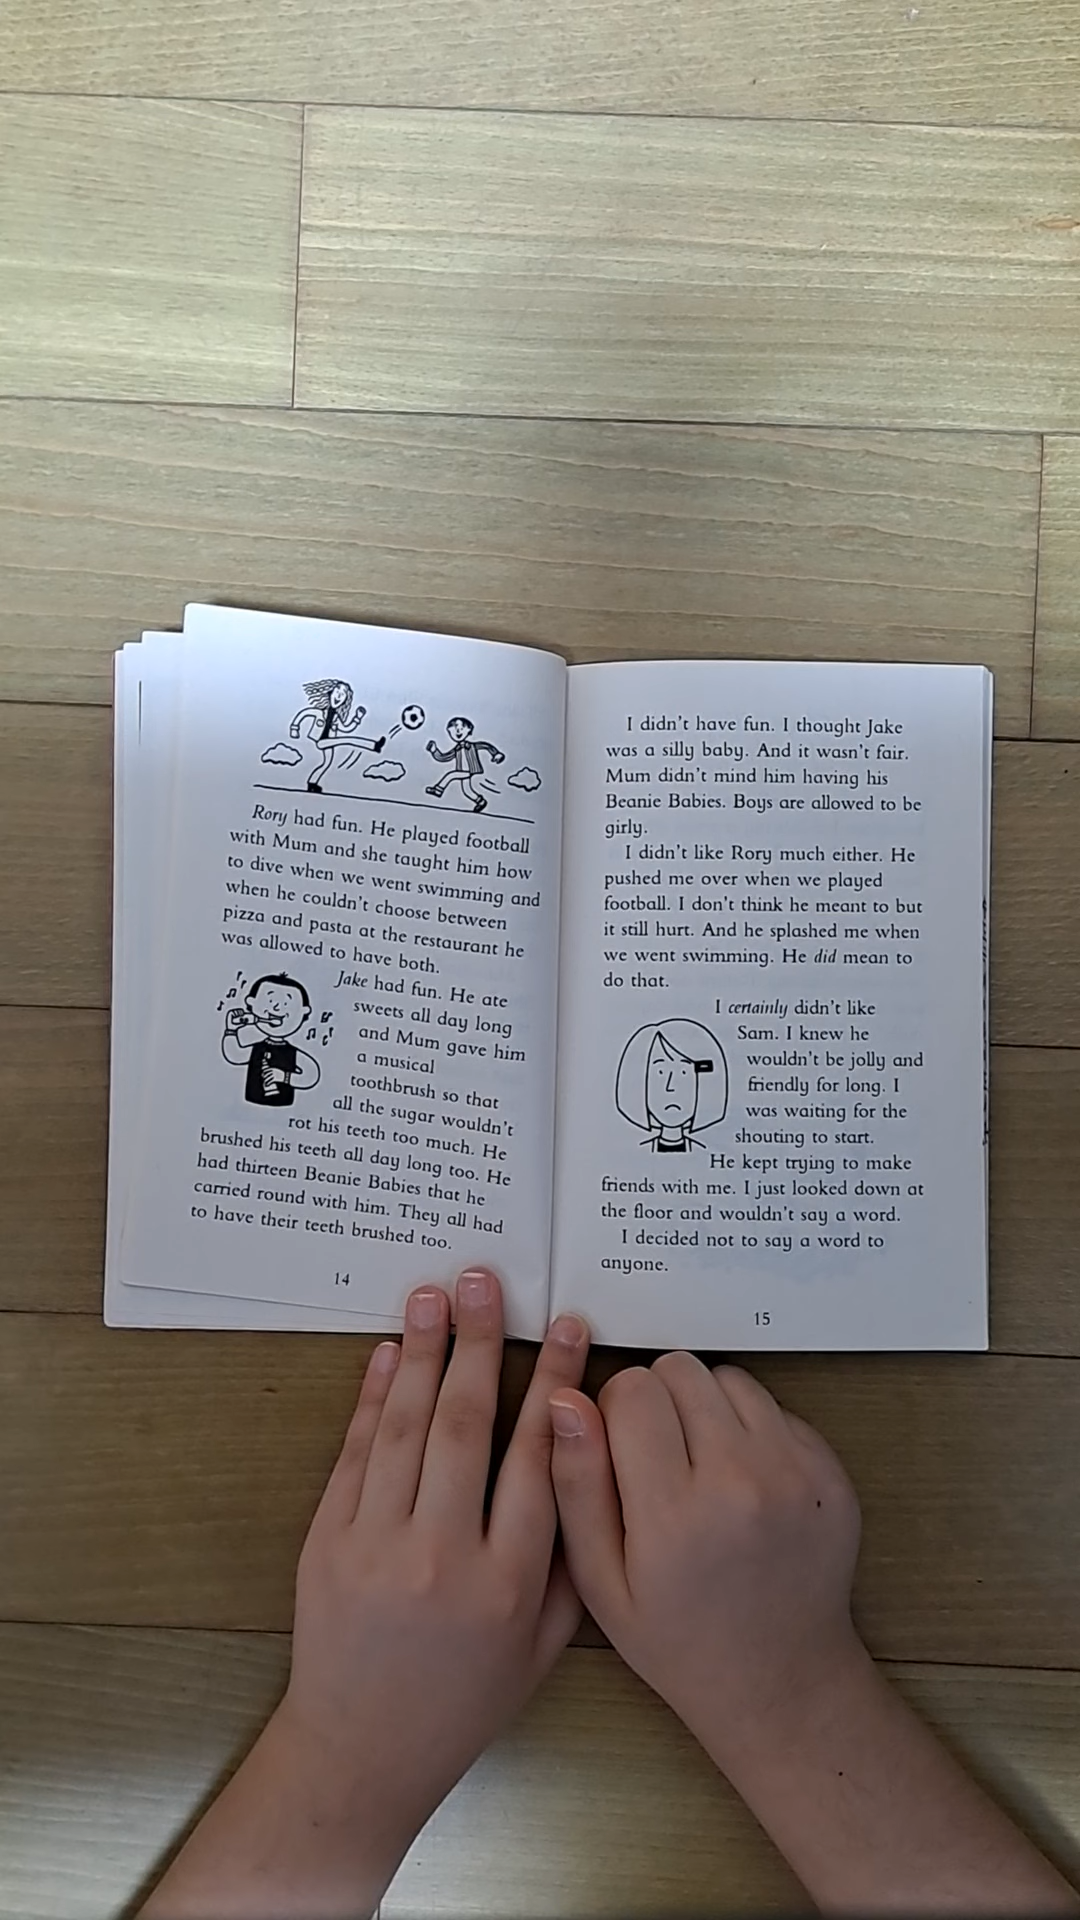 Rory had fun. He played football
with Mum and she taught him how
to dive when we went swimming and
when he couldn't choose between
pizza and pasta at the restaurant he
was allowed to have both.
Jake had fun. He ate
sweets all day long
and Mum gave him
a musical
toothbrush so that
all the sugar wouldn't
rot his teeth too much. He
brushed his teeth all day long too. He
had thirteen Beanie Babies that he
carried round with him. They all had
to have their teeth brushed too.
14
I didn't have fun. I thought Jake
was a silly baby. And it wasn't fair.
Mum didn't mind him having his
Beanie Babies. Boys are allowed to be
girly.
I didn't like Rory much either. He
pushed me over when we played
football. I don't think he meant to but
it still hurt. And he splashed me when
we went swimming. He did mean to
do that.
I certainly didn't like
Sam. I knew he
wouldn't be jolly and
friendly for long. I
was waiting for the
shouting to start.
He kept trying to make
friends with me. I just looked down at
the floor and wouldn't say a word.
I decided not to say a word to
anyone.
15